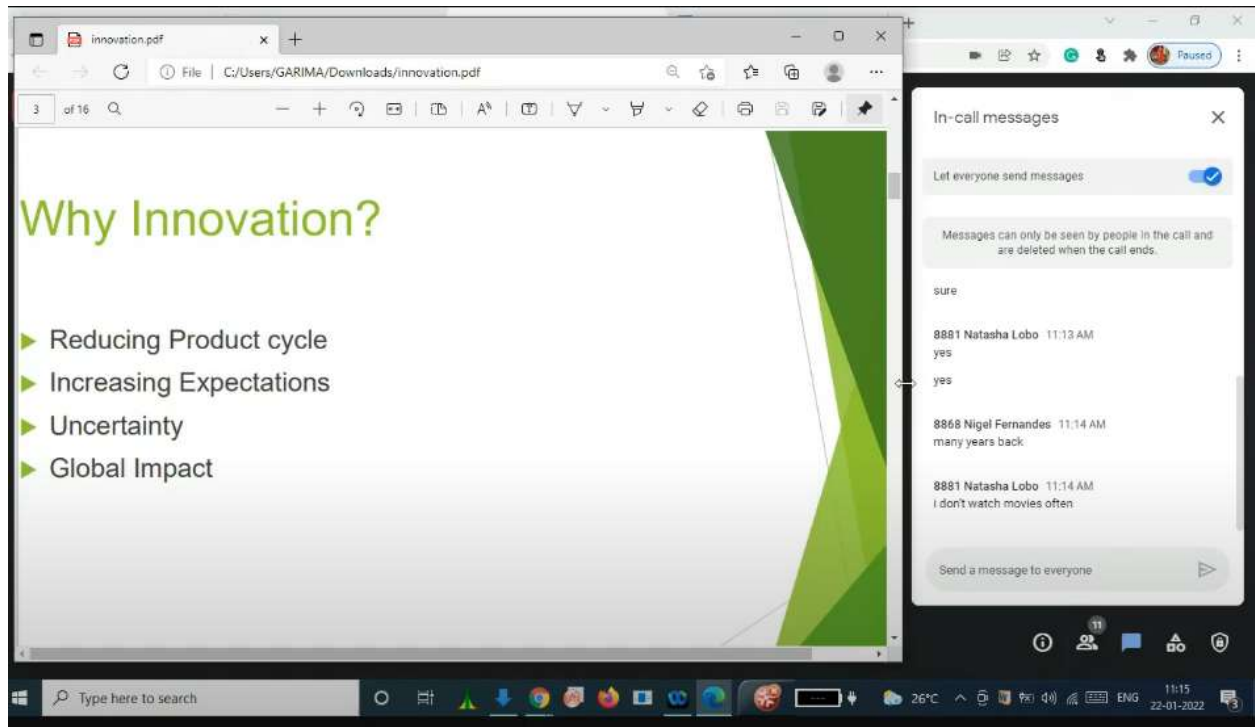 innovation.pdf
File | C:/Users/GARIMA/Downloads/innovation.pdf
Paused
3 of 16
Why Innovation?
Reducing Product cycle
Increasing Expectations
Uncertainty
Global Impact
In-call messages
Let everyone send messages
Messages can only be seen by people in the call and
are deleted when the call ends.
sure
8881 Natasha Lobo 11:13 AM
yes
yes
8868 Nigel Fernandes 11:14 AM
many years back
8881 Natasha Lobo 11:14 AM
i don't watch movies often
Send a message to everyone
11
Type here to search
26°C
ENG
11:15
22-01-2022
3